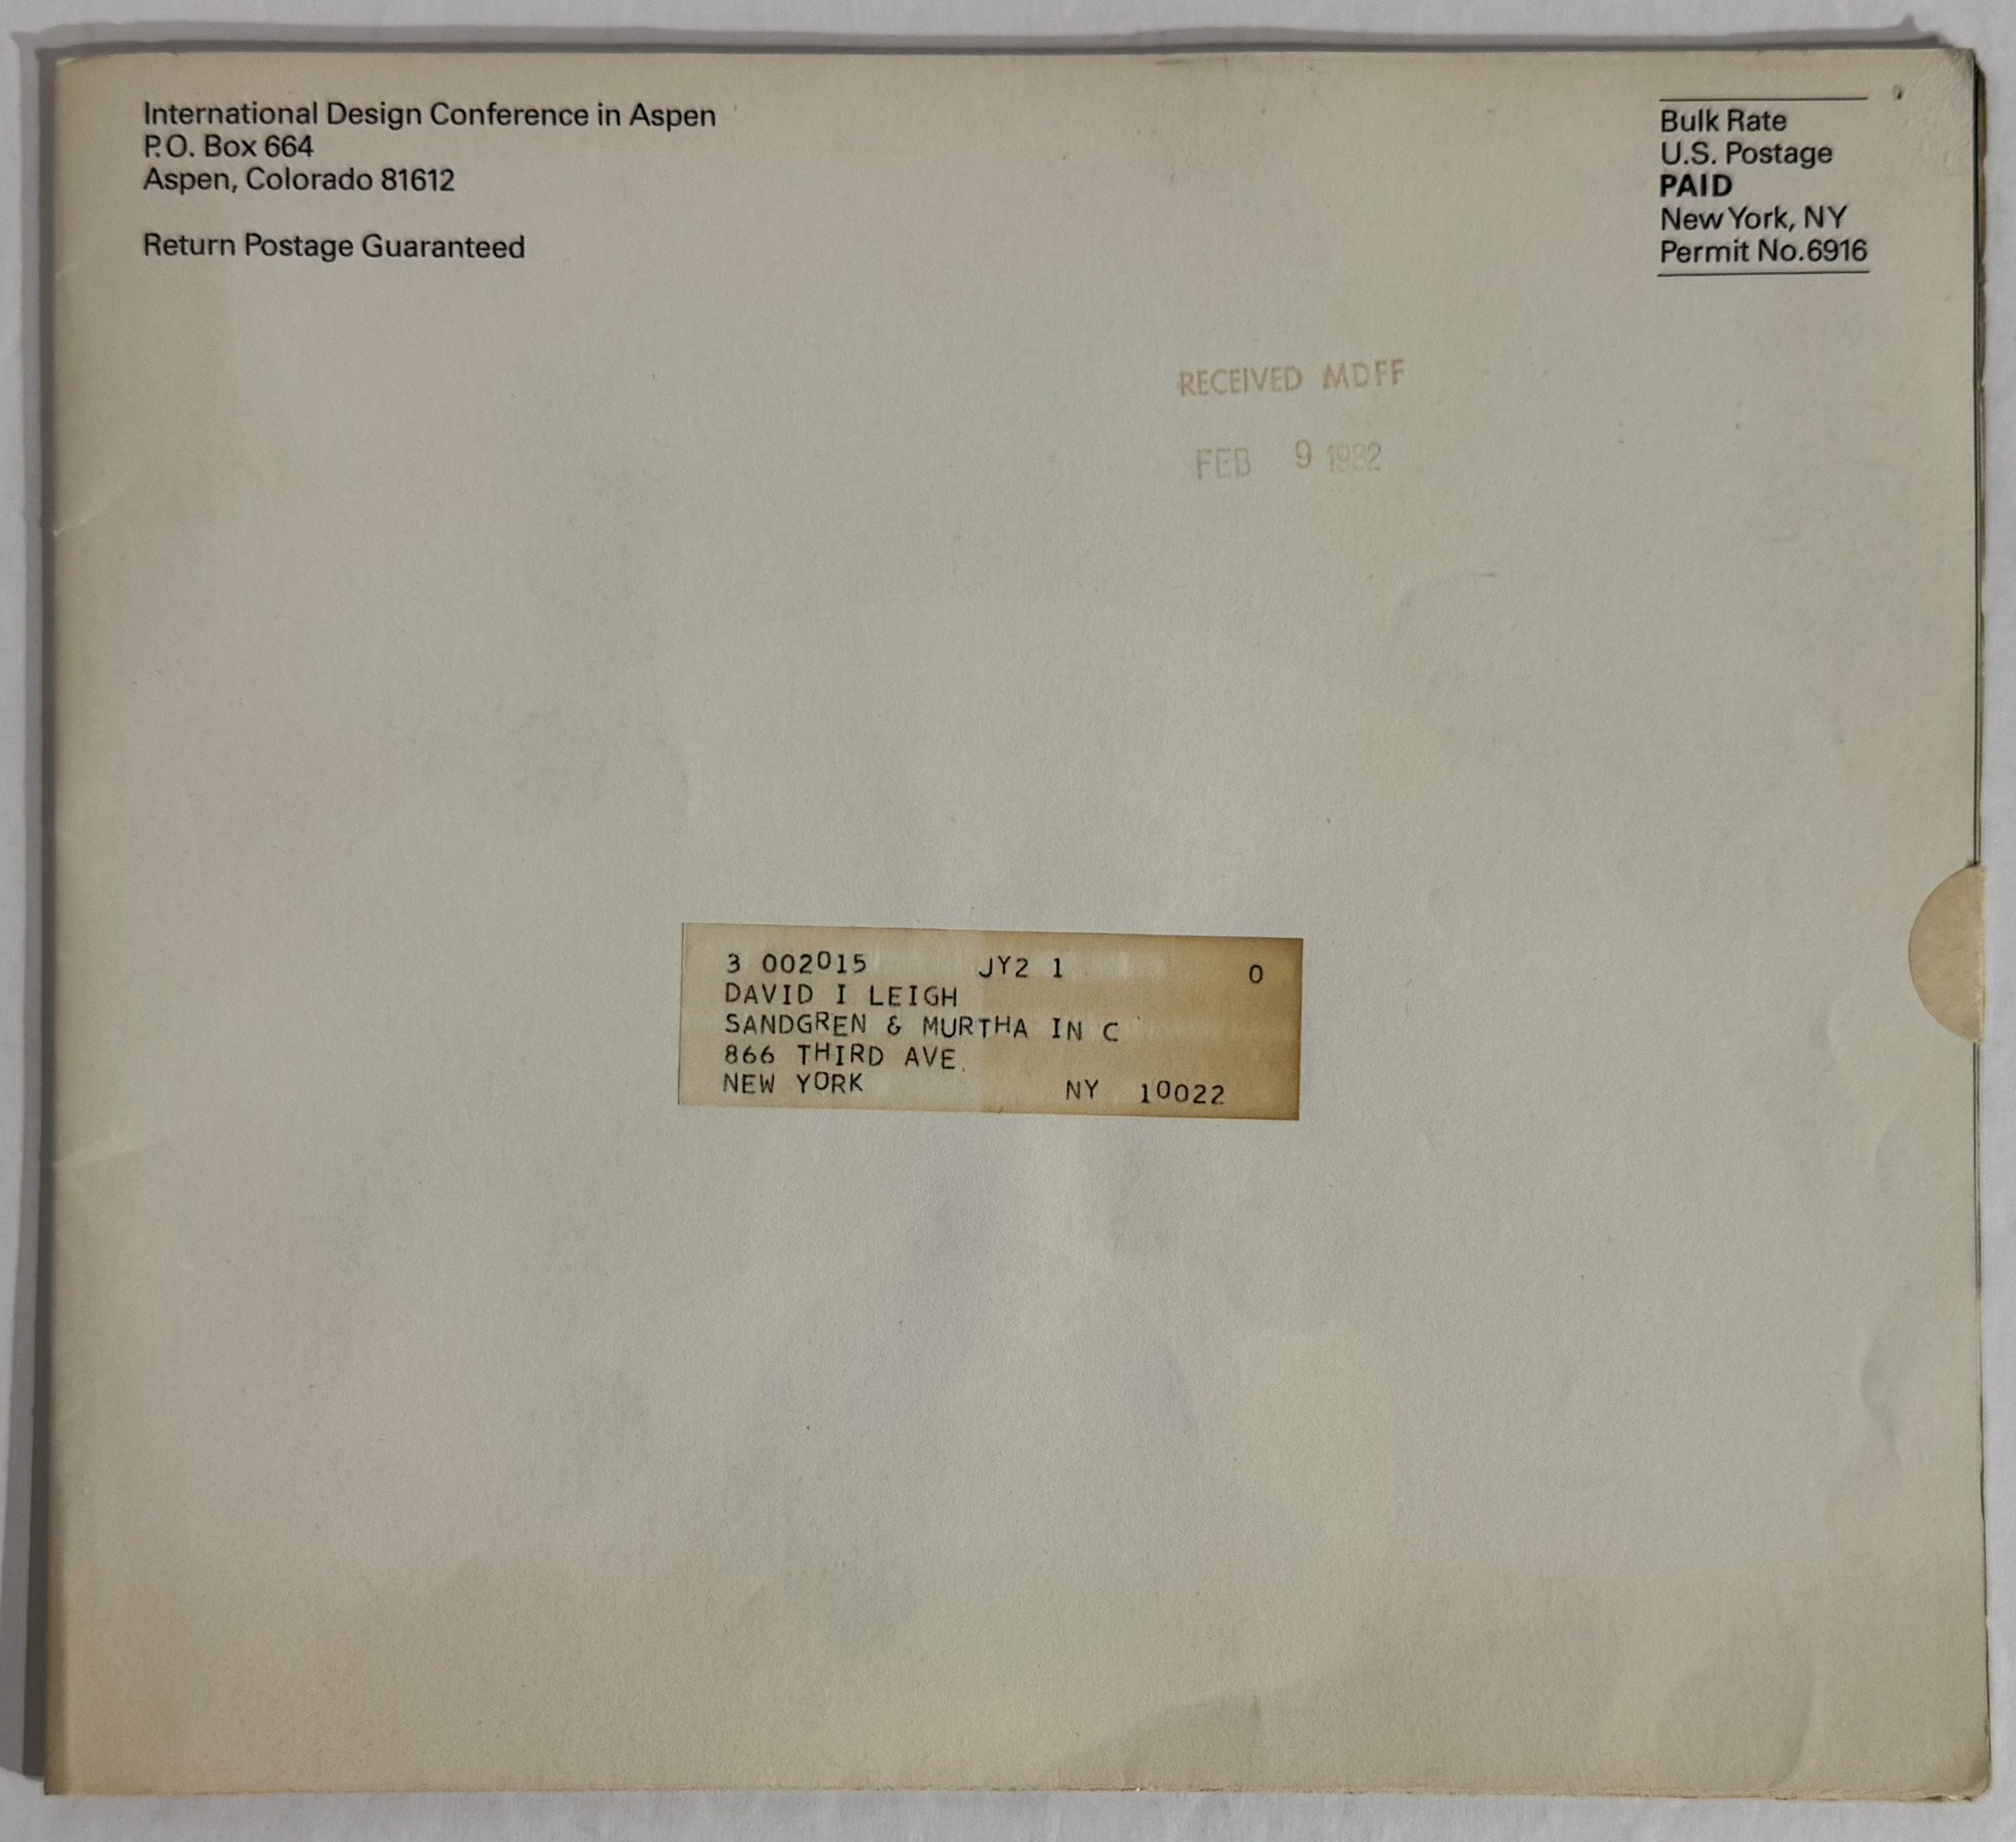 International Design Conference in Aspen
P.O. Box 664
Aspen, Colorado 81612
Return Postage Guaranteed
Bulk Rate
U.S. Postage
PAID
New York, NY
Permit No.6916
RECEIVED MDFF
FEB 9 1982
3 002015 JY2 1 0
DAVID I LEIGH
SANDGREN & MURTHA IN C
866 THIRD AVE.
NEW YORK NY 10022